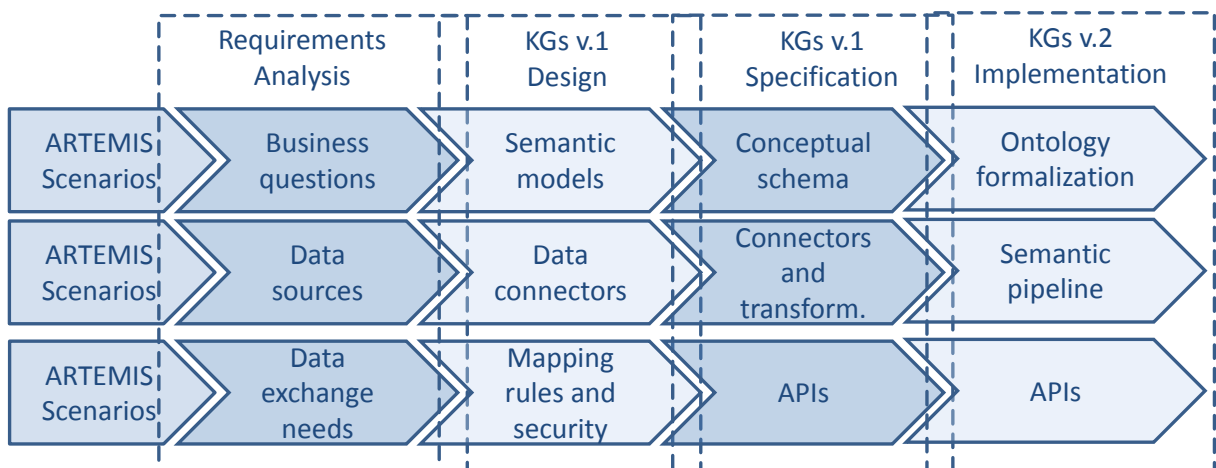 Requirements
Analysis
KGs v.1
Design
KGs v.1
Specification
KGs v.2
Implementation
ARTEMIS
Scenarios
Business
questions
Semantic
models
Conceptual
schema
Ontology
formalization
ARTEMIS
Scenarios
Data
sources
Data
connectors
Connectors
and
transform.
Semantic
pipeline
ARTEMIS
Scenarios
Data
exchange
needs
Mapping
rules and
security
APIs
APIs